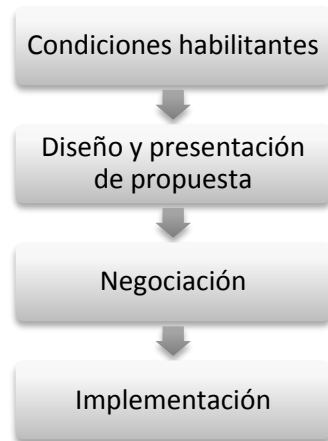 Condiciones habilitantes
Diseño y presentación
de propuesta
Negociación
Implementación